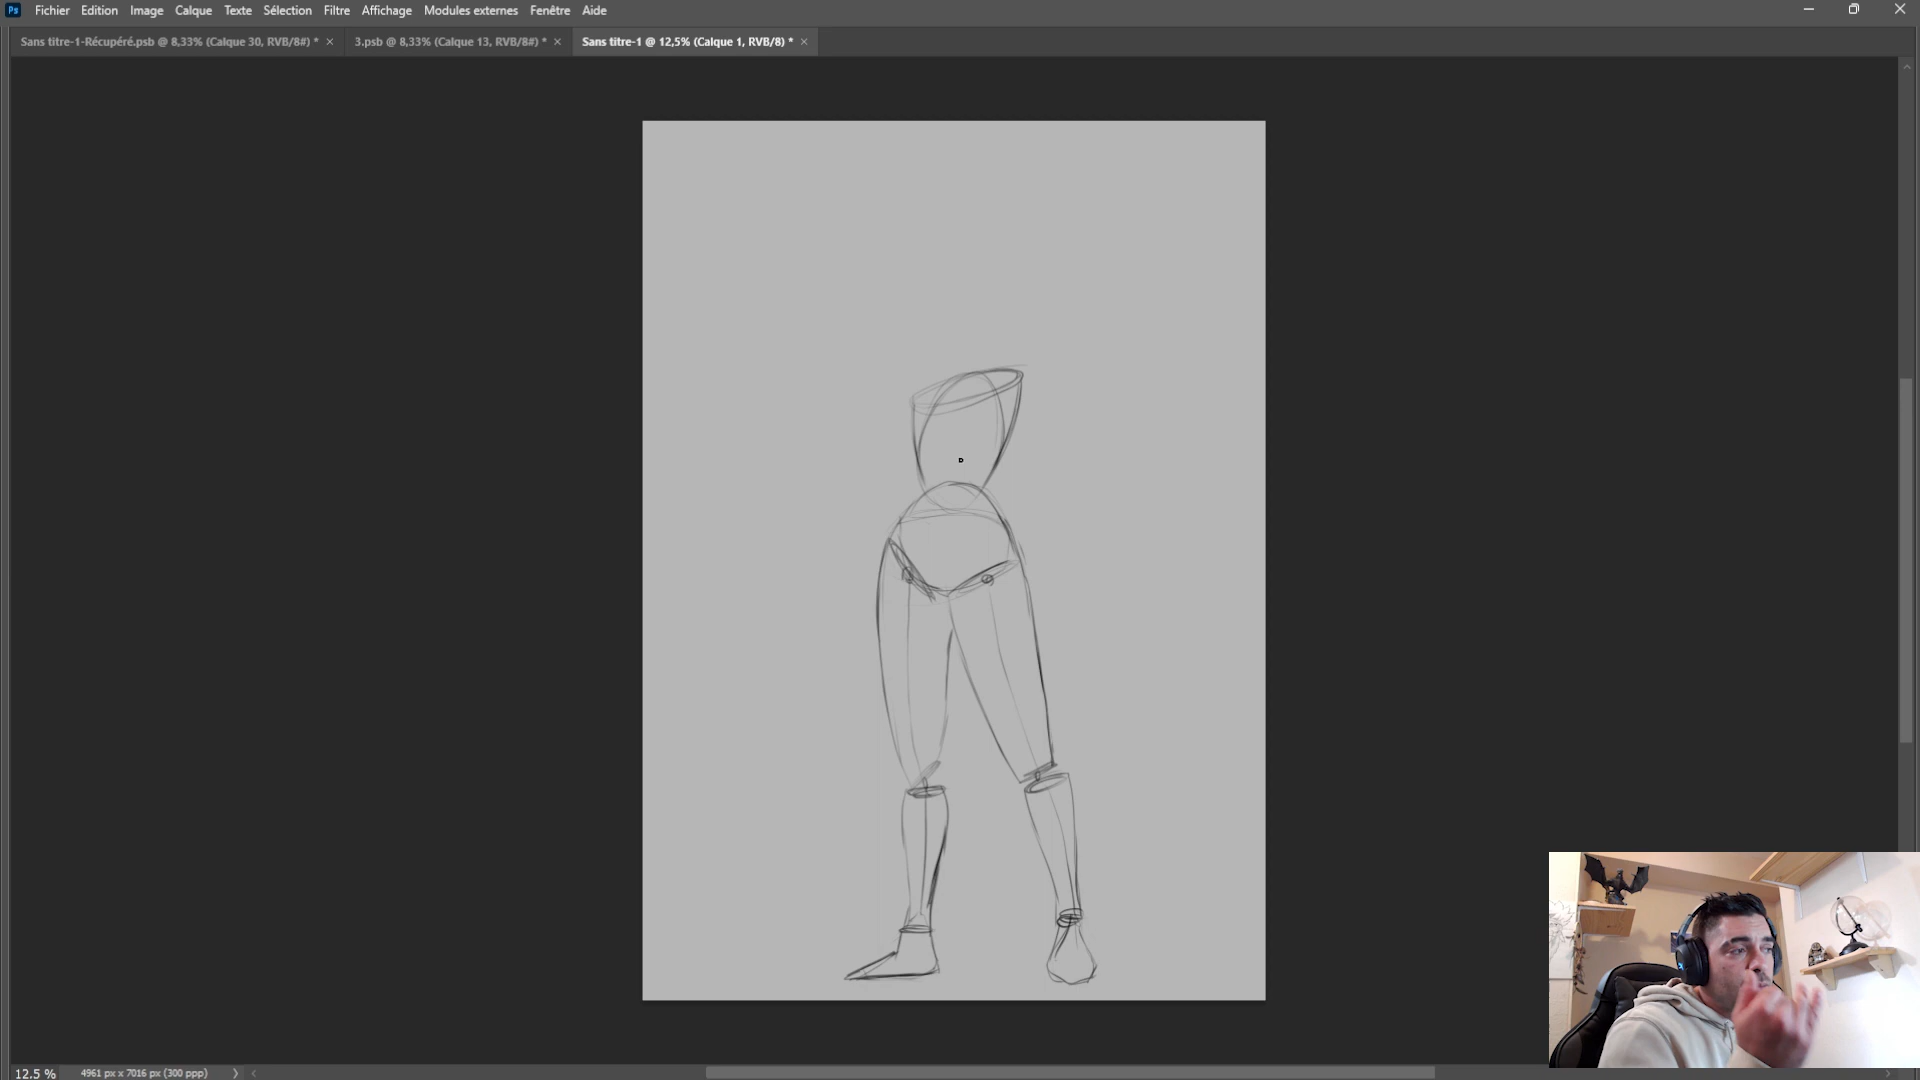 Ps Fichier Edition Image Calque Texte Sélection Filtre Affichage Modules externes Fenêtre Aide
Sans titre-1-Récupéré.psb @ 8,33% (Calque 30, RVB/8#) * × 3.psb @ 8,33% (Calque 13, RVB/8#) * × Sans titre-1 @ 12,5% (Calque 1, RVB/8) * ×
12.5 % 4961 px x 7016 px (300 ppp)